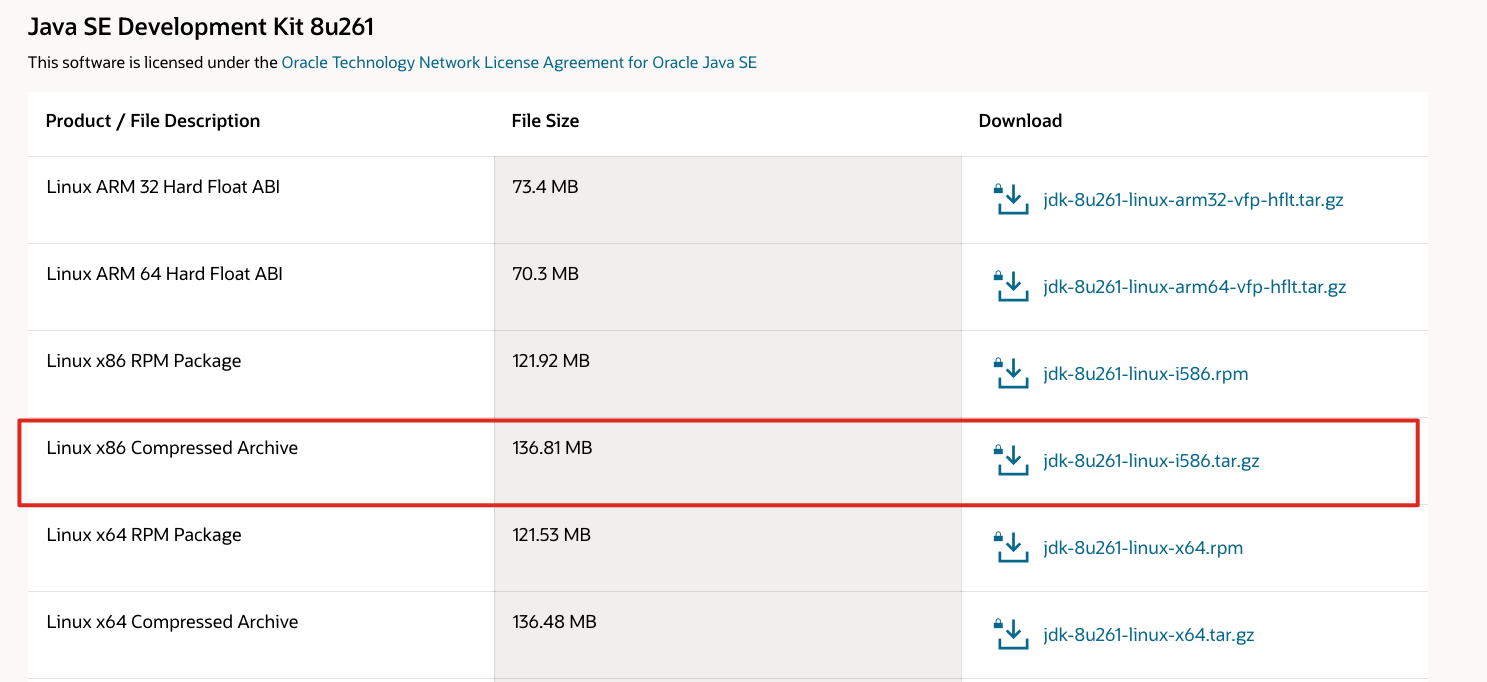 Java SE Development Kit 8u261
This software is licensed under the Oracle Technology Network License Agreement for Oracle Java SE
Product / File Description File Size Download
Linux ARM 32 Hard Float ABI 73.4 MB jdk-8u261-linux-arm32-vfp-hflt.tar.gz
Linux ARM 64 Hard Float ABI 70.3 MB jdk-8u261-linux-arm64-vfp-hflt.tar.gz
Linux x86 RPM Package 121.92 MB jdk-8u261-linux-i586.rpm
Linux x86 Compressed Archive 136.81 MB jdk-8u261-linux-i586.tar.gz
Linux x64 RPM Package 121.53 MB jdk-8u261-linux-x64.rpm
Linux x64 Compressed Archive 136.48 MB jdk-8u261-linux-x64.tar.gz